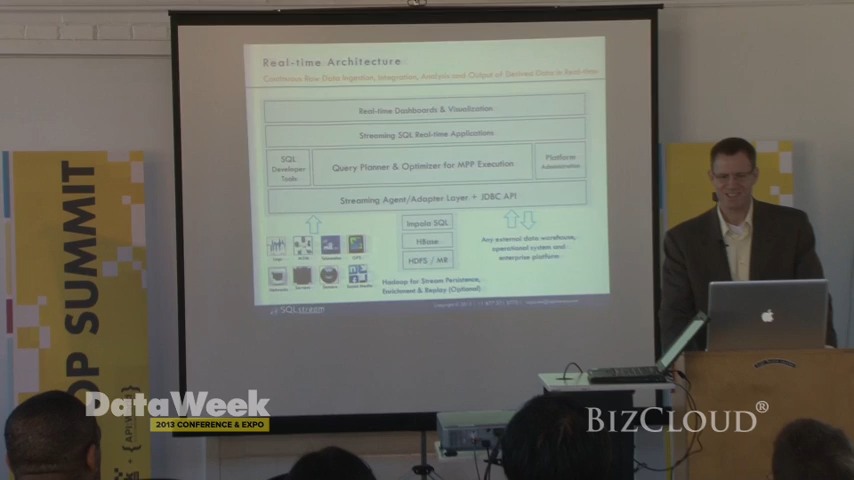 Real-time Architecture
Continuous Raw Data Ingestion, Integration, Analysis and Output of Derived Data in Real-time
Real-time Dashboards & Visualization
Streaming SQL Real-time Applications
SQL
Developer
Tools
Query Planner & Optimizer for MPP Execution
Platform
Administration
Streaming Agent/Adapter Layer + JDBC API
Impala SQL
HBase
HDFS / MR
Any external data warehouse,
operational system and
enterprise platform
Hadoop for Stream Persistence,
Enrichment & Replay (Optional)
SQLstream
OP SUMMIT
DataWeek
2013 CONFERENCE & EXPO
BIZCLOUD®